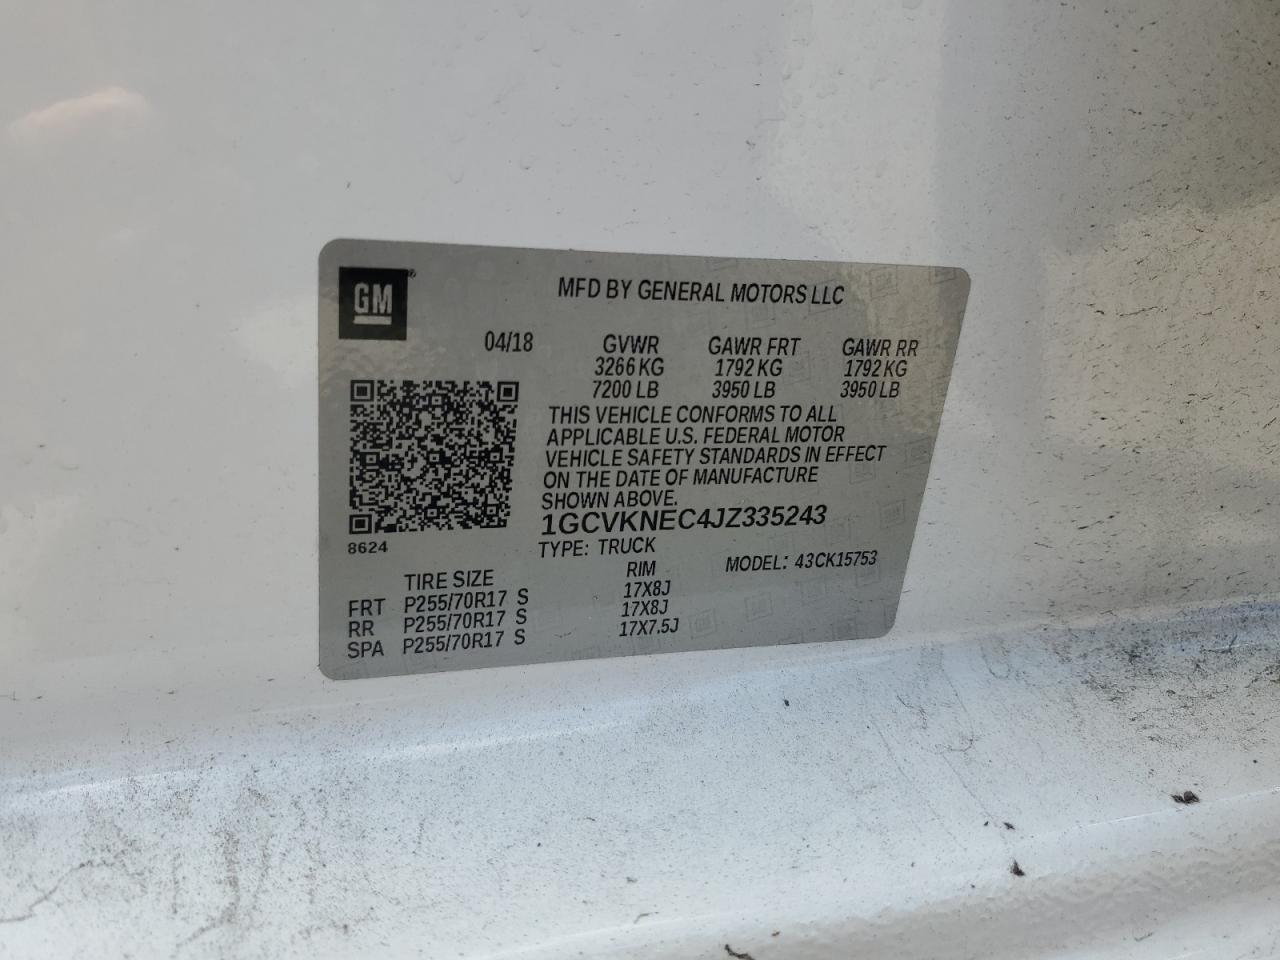 GM®
MFD BY GENERAL MOTORS LLC
04/18 GVWR GAWR FRT GAWR RR
3266 KG 1792 KG 1792 KG
7200 LB 3950 LB 3950 LB
THIS VEHICLE CONFORMS TO ALL
APPLICABLE U.S. FEDERAL MOTOR
VEHICLE SAFETY STANDARDS IN EFFECT
ON THE DATE OF MANUFACTURE
SHOWN ABOVE.
1GCVKNEC4JZ335243
8624
TYPE: TRUCK MODEL: 43CK15753
TIRE SIZE RIM
FRT P255/70R17 S 17X8J
RR P255/70R17 S 17X8J
SPA P255/70R17 S 17X7.5J